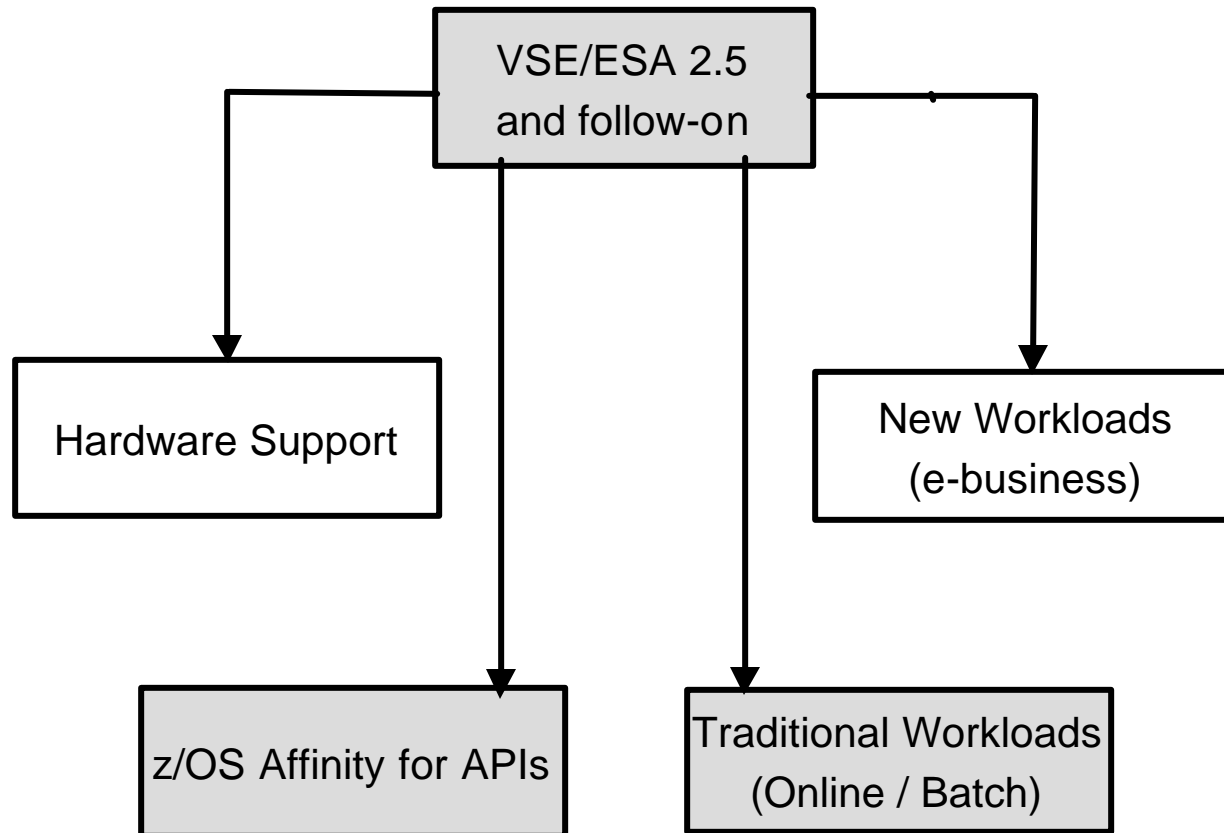 VSE/ESA 2.5
and follow-on
Hardware Support
New Workloads
(e-business)
z/OS Affinity for APIs
Traditional Workloads
(Online / Batch)